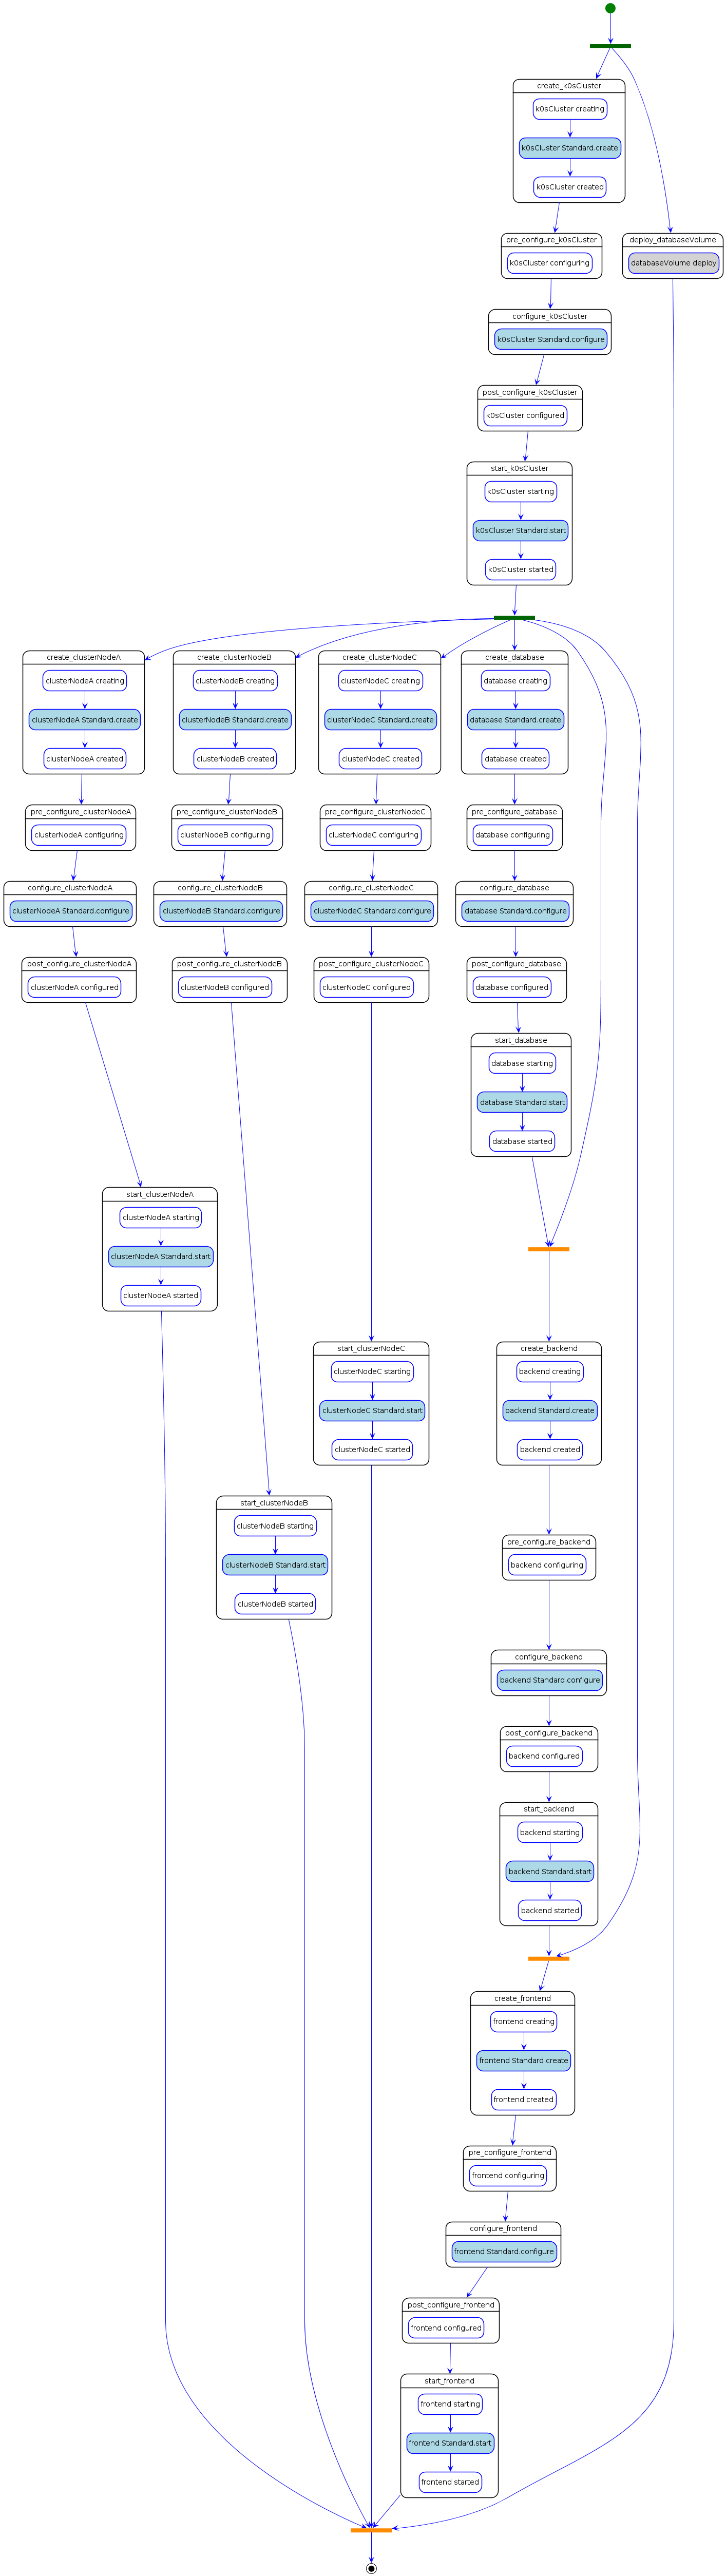 create_k0sCluster
k0sCluster creating
k0sCluster Standard.create
k0sCluster created
pre_configure_k0sCluster
k0sCluster configuring
deploy_databaseVolume
databaseVolume deploy
configure_k0sCluster
k0sCluster Standard.configure
post_configure_k0sCluster
k0sCluster configured
start_k0sCluster
k0sCluster starting
k0sCluster Standard.start
k0sCluster started
create_clusterNodeA
clusterNodeA creating
clusterNodeA Standard.create
clusterNodeA created
create_clusterNodeB
clusterNodeB creating
clusterNodeB Standard.create
clusterNodeB created
create_clusterNodeC
clusterNodeC creating
clusterNodeC Standard.create
clusterNodeC created
create_database
database creating
database Standard.create
database created
pre_configure_clusterNodeA
clusterNodeA configuring
pre_configure_clusterNodeB
clusterNodeB configuring
pre_configure_clusterNodeC
clusterNodeC configuring
pre_configure_database
database configuring
configure_clusterNodeA
clusterNodeA Standard.configure
configure_clusterNodeB
clusterNodeB Standard.configure
configure_clusterNodeC
clusterNodeC Standard.configure
configure_database
database Standard.configure
post_configure_clusterNodeA
clusterNodeA configured
post_configure_clusterNodeB
clusterNodeB configured
post_configure_clusterNodeC
clusterNodeC configured
post_configure_database
database configured
start_database
database starting
database Standard.start
database started
start_clusterNodeA
clusterNodeA starting
clusterNodeA Standard.start
clusterNodeA started
start_clusterNodeC
clusterNodeC starting
clusterNodeC Standard.start
clusterNodeC started
create_backend
backend creating
backend Standard.create
backend created
start_clusterNodeB
clusterNodeB starting
clusterNodeB Standard.start
clusterNodeB started
pre_configure_backend
backend configuring
configure_backend
backend Standard.configure
post_configure_backend
backend configured
start_backend
backend starting
backend Standard.start
backend started
create_frontend
frontend creating
frontend Standard.create
frontend created
pre_configure_frontend
frontend configuring
configure_frontend
frontend Standard.configure
post_configure_frontend
frontend configured
start_frontend
frontend starting
frontend Standard.start
frontend started